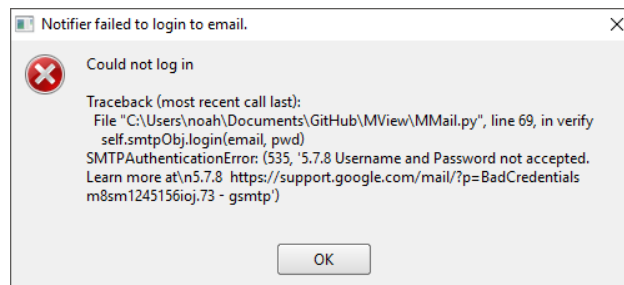 Notifier failed to login to email.
Could not log in
Traceback (most recent call last):
File "C:\Users\noah\Documents\GitHub\MView\MMail.py", line 69, in verify
self.smtpObj.login(email, pwd)
SMTPAuthenticationError: (535, '5.7.8 Username and Password not accepted.
Learn more at\n5.7.8  https://support.google.com/mail/?p=BadCredentials
m8sm1245156ioj.73 - gsmtp')
OK